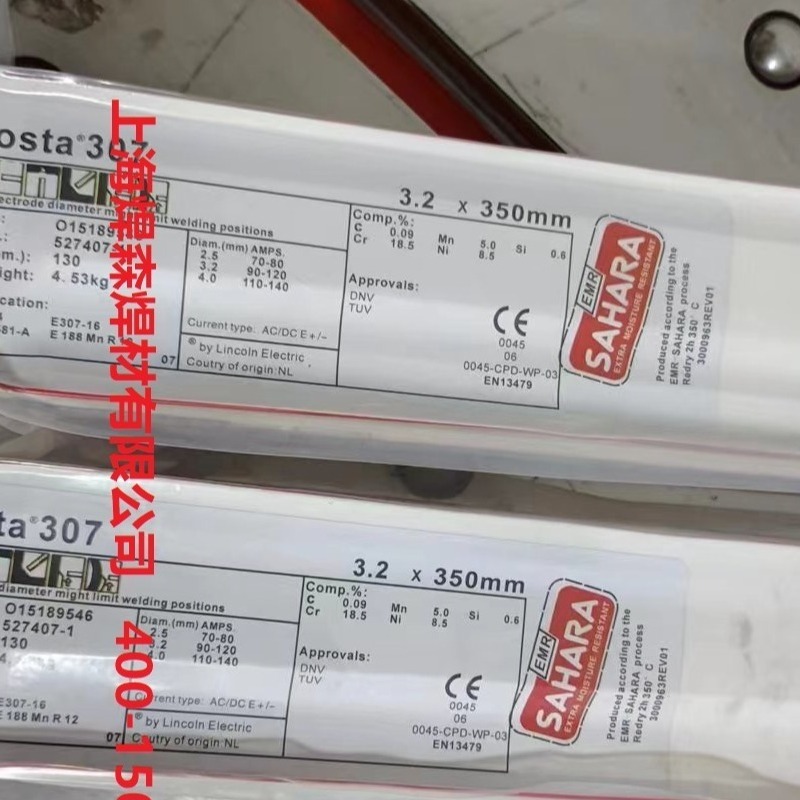 osta®307
3.2 x 350mm
ectrode diameter limit welding positions
527407
130
4.53kg
E307-16
581-A
E 188 Mn R
07
Diam.(mm) AMPS.
2.5 70-80
3.2 90-120
4.0 110-140
Current type: AC/DC E +/–
® by Lincoln Electric
Coutry of origin: NL
Comp.%:
C 0.09 Mn 5.0 Si 0.6
Cr 18.5 Ni 8.5
Approvals:
DNV
TUV
CE
0045
06
0045-CPD-WP-03
EN13479
EMR
SAHARA
EXTRA MOISTURE RESISTANT
Produced according to the
EMR-SAHARA process
Redry 2h 350° C
3000963REV01
ta®307
3.2 x 350mm
diameter might limit welding positions
O15189546
527407-1
130
E307-16
E 188 Mn R 12
07
Diam.(mm) AMPS.
2.5 70-80
3.2 90-120
4.0 110-140
Current type: AC/DC E +/–
® by Lincoln Electric
Coutry of origin: NL
Comp.%:
C 0.09 Mn 5.0 Si 0.6
Cr 18.5 Ni 8.5
Approvals:
DNV
TUV
CE
0045
06
0045-CPD-WP-03
EN13479
EMR
SAHARA
EXTRA MOISTURE RESISTANT
Produced according to the
EMR-SAHARA process
Redry 2h 350° C
3000963REV01
上海焊森焊材有限公司 400-150